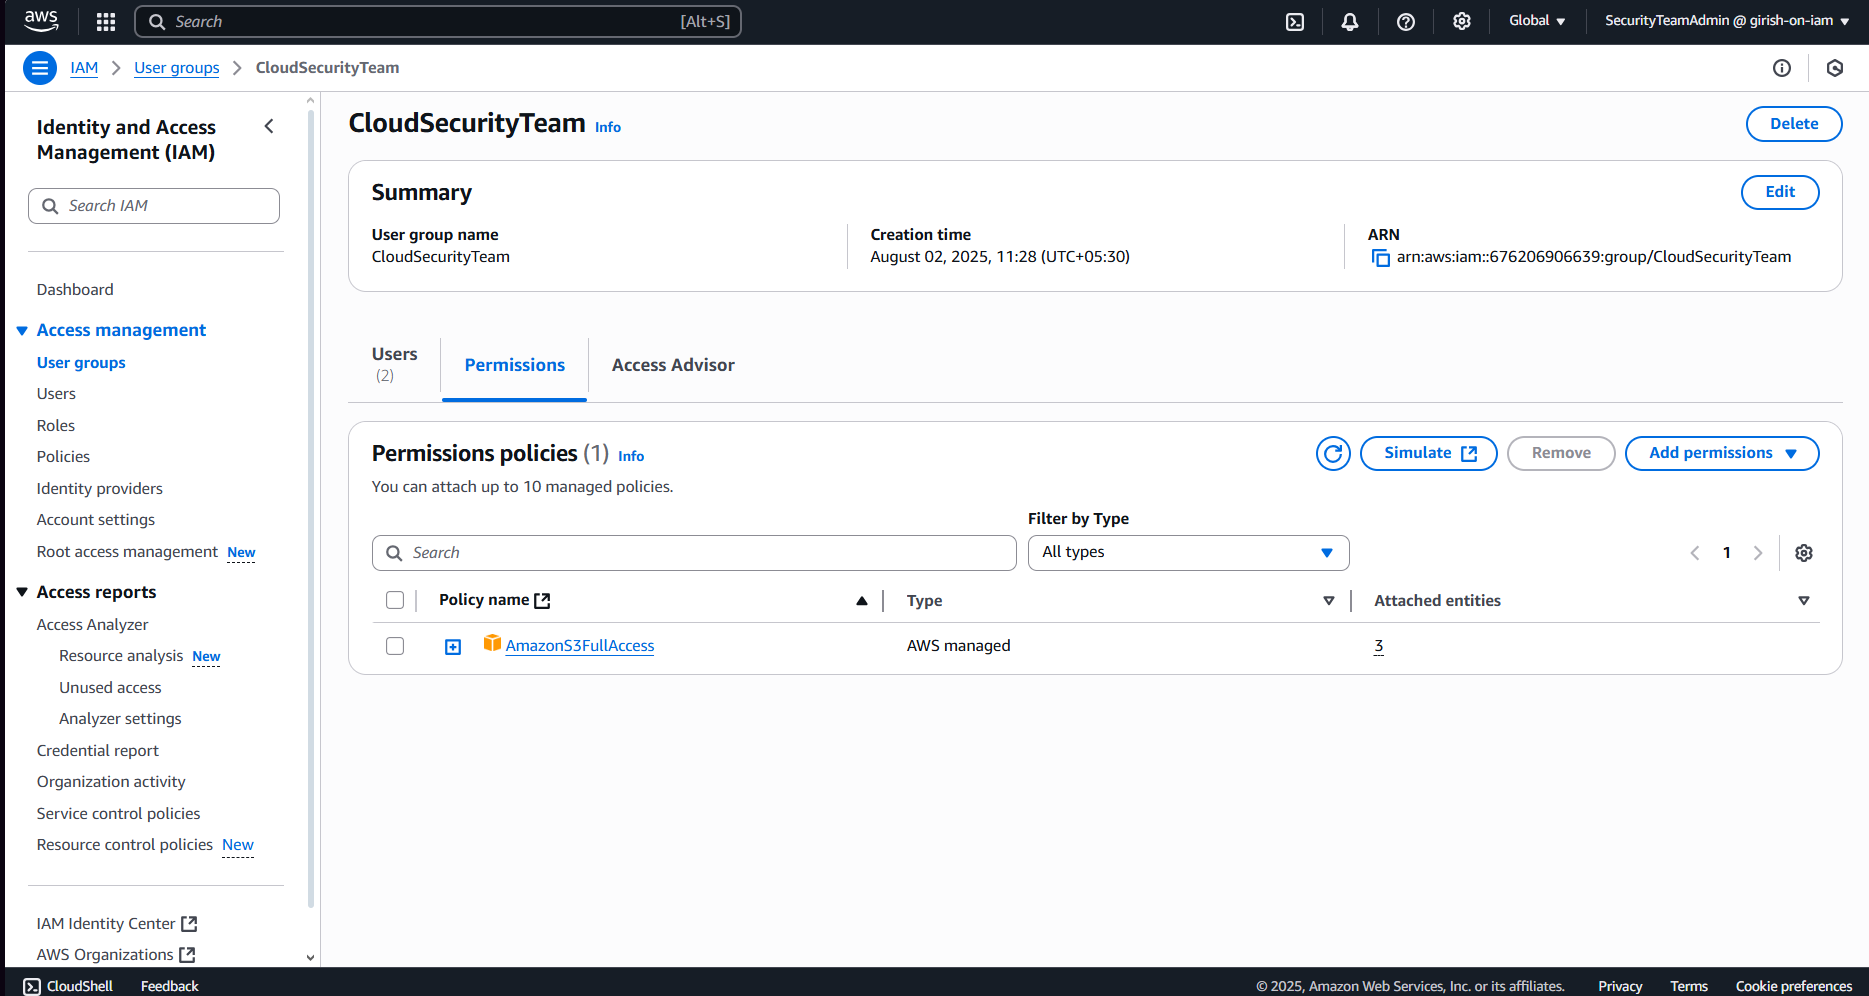 aws
Search [Alt+S]
Global
SecurityTeamAdmin @ girish-on-iam
IAM
User groups
CloudSecurityTeam
Identity and Access
Management (IAM)
Search IAM
Dashboard
Access management
User groups
Users
Roles
Policies
Identity providers
Account settings
Root access management New
Access reports
Access Analyzer
Resource analysis New
Unused access
Analyzer settings
Credential report
Organization activity
Service control policies
Resource control policies New
IAM Identity Center
AWS Organizations
CloudSecurityTeam Info
Delete
Summary
Edit
User group name
CloudSecurityTeam
Creation time
August 02, 2025, 11:28 (UTC+05:30)
ARN
arn:aws:iam::676206906639:group/CloudSecurityTeam
Users
(2)
Permissions
Access Advisor
Permissions policies (1) Info
You can attach up to 10 managed policies.
Simulate
Remove
Add permissions
Filter by Type
Search
All types
1
Policy name Type Attached entities
AmazonS3FullAccess AWS managed 3
CloudShell Feedback © 2025, Amazon Web Services, Inc. or its affiliates. Privacy Terms Cookie preferences